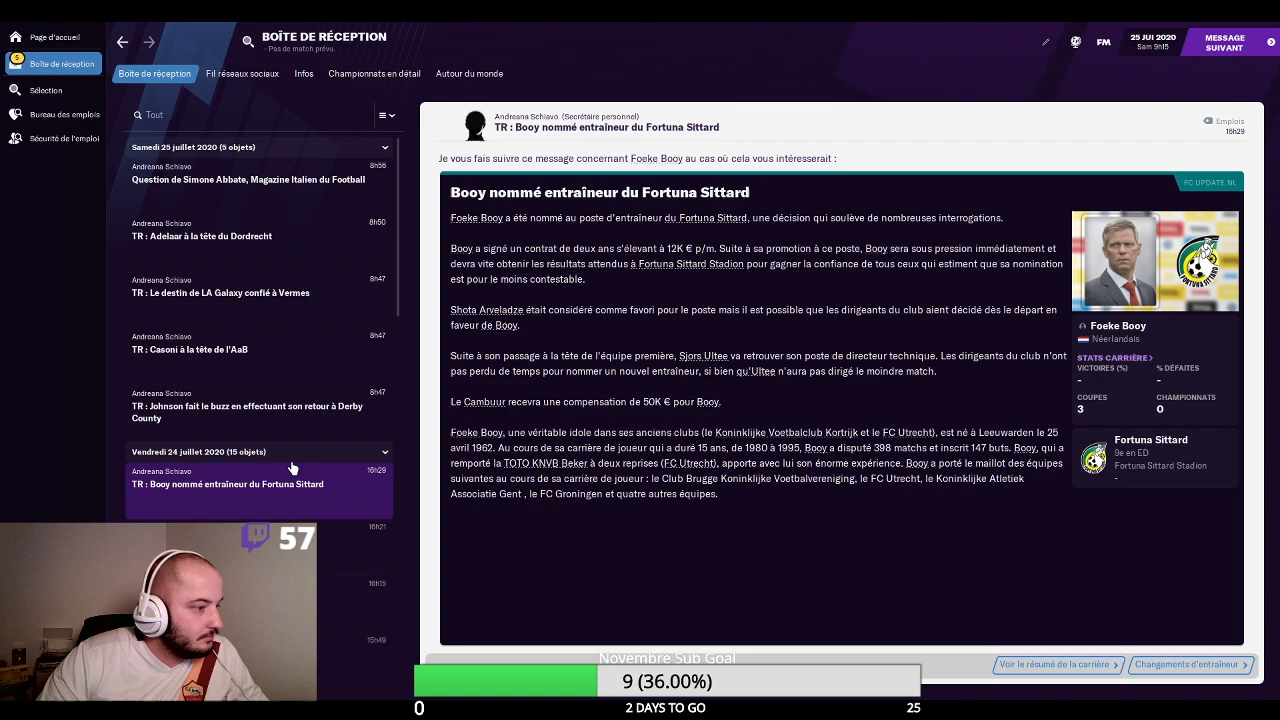 Page d'accueil
6
Boîte de réception
Sélection
Bureau des emplois
Sécurité de l'emploi
BOÎTE DE RÉCEPTION
- Pas de match prévu.
FM
25 JUI 2020
Sam 9h15
MESSAGE SUIVANT
Boîte de réception
Fil réseaux sociaux
Infos
Championnats en détail
Autour du monde
Tout
Samedi 25 juillet 2020 (5 objets)
Andreana Schiavo 8h56
Question de Simone Abbate, Magazine Italien du Football
Andreana Schiavo 8h50
TR : Adelaar à la tête du Dordrecht
Andreana Schiavo 8h47
TR : Le destin de LA Galaxy confié à Vermes
Andreana Schiavo 8h47
TR : Casoni à la tête de l'AaB
Andreana Schiavo 8h47
TR : Johnson fait le buzz en effectuant son retour à Derby
County
Vendredi 24 juillet 2020 (15 objets)
Andreana Schiavo 16h29
TR : Booy nommé entraîneur du Fortuna Sittard
16h21
16h15
15h49
Andreana Schiavo (Secrétaire personnel)
TR : Booy nommé entraîneur du Fortuna Sittard
Emplois
16h29
Je vous fais suivre ce message concernant Foeke Booy au cas où cela vous intéresserait :
Booy nommé entraîneur du Fortuna Sittard
FC UPDATE NL
Foeke Booy a été nommé au poste d'entraîneur du Fortuna Sittard, une décision qui soulève de nombreuses interrogations.
Booy a signé un contrat de deux ans s'élevant à 12K € p/m. Suite à sa promotion à ce poste, Booy sera sous pression immédiatement et
devra vite obtenir les résultats attendus à Fortuna Sittard Stadion pour gagner la confiance de tous ceux qui estiment que sa nomination
est pour le moins contestable.
Shota Arveladze était considéré comme favori pour le poste mais il est possible que les dirigeants du club aient décidé dès le départ en
faveur de Booy.
Suite à son passage à la tête de l'équipe première, Sjors Ultee va retrouver son poste de directeur technique. Les dirigeants du club n'ont
pas perdu de temps pour nommer un nouvel entraîneur, si bien qu'Ultee n'aura pas dirigé le moindre match.
Le Cambuur recevra une compensation de 50K € pour Booy.
Foeke Booy, une véritable idole dans ses anciens clubs (le Koninklijke Voetbalclub Kortrijk et le FC Utrecht), est né à Leeuwarden le 25
avril 1962. Au cours de sa carrière de joueur qui a duré 15 ans, de 1980 à 1995, Booy a disputé 398 matchs et inscrit 147 buts. Booy, qui a
remporté la TOTO KNVB Beker à deux reprises (FC Utrecht), apporte avec lui son énorme expérience. Booy a porté le maillot des équipes
suivantes au cours de sa carrière de joueur : le Club Brugge Koninklijke Voetbalvereniging, le FC Utrecht, le Koninklijke Atletiek
Associatie Gent , le FC Groningen et quatre autres équipes.
Foeke Booy
Néerlandais
STATS CARRIÈRE >
VICTOIRES (%) % DÉFAITES
- -
COUPES CHAMPIONNATS
3 0
Fortuna Sittard
9e en ED
Fortuna Sittard Stadion
-
Voir le résumé de la carrière >
Changements d'entraîneur >
57
Novembre Sub Goal
9 (36.00%)
0 2 DAYS TO GO 25